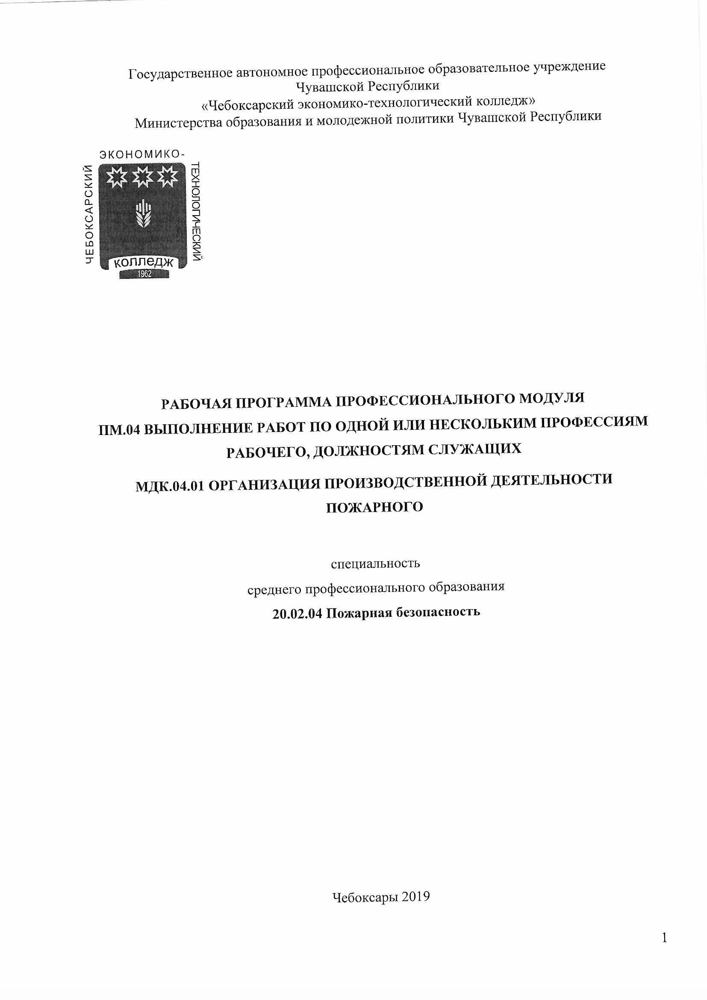 Государственное автономное профессиональное образовательное учреждение
Чувашской Республики
«Чебоксарский экономико-технологический колледж»
Министерства образования и молодежной политики Чувашской Республики
ЧЕБОКСАРСКИЙ
ЭКОНОМИКО-
ТЕХНОЛОГИЧЕСКИЙ
колледж
1962
РАБОЧАЯ ПРОГРАММА ПРОФЕССИОНАЛЬНОГО МОДУЛЯ
ПМ.04 ВЫПОЛНЕНИЕ РАБОТ ПО ОДНОЙ ИЛИ НЕСКОЛЬКИМ ПРОФЕССИЯМ
РАБОЧЕГО, ДОЛЖНОСТЯМ СЛУЖАЩИХ
МДК.04.01 ОРГАНИЗАЦИЯ ПРОИЗВОДСТВЕННОЙ ДЕЯТЕЛЬНОСТИ
ПОЖАРНОГО
специальность
среднего профессионального образования
20.02.04 Пожарная безопасность
Чебоксары 2019
1